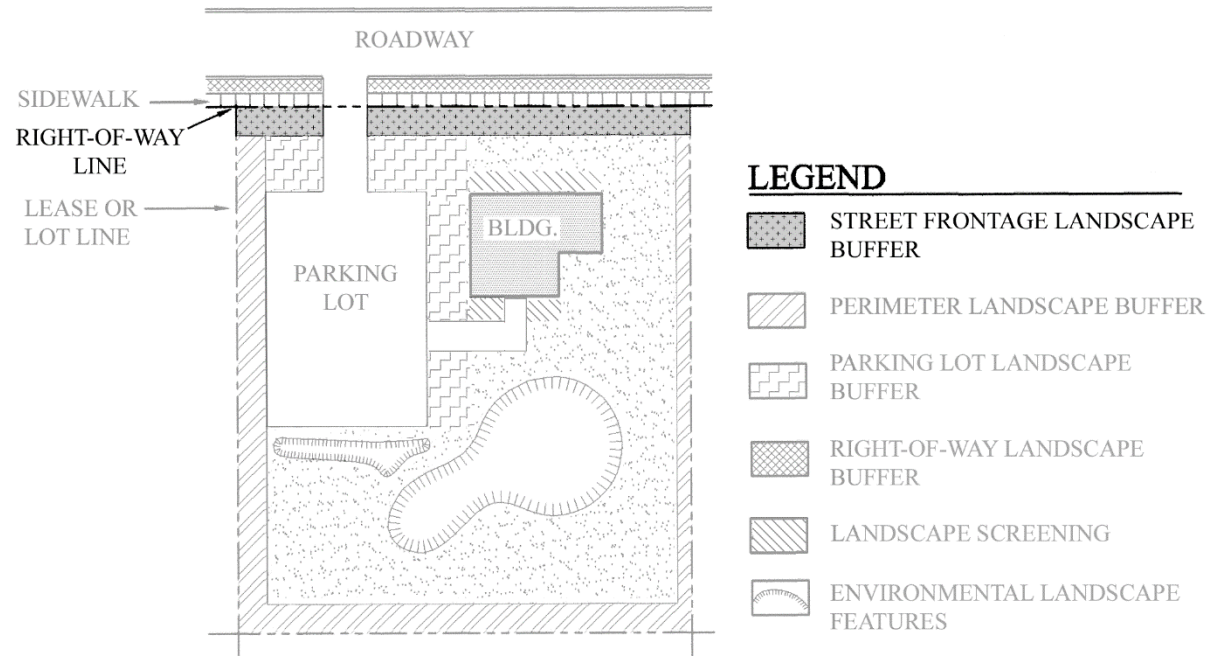 ROADWAY
SIDEWALK
RIGHT-OF-WAY
LINE
LEASE OR
LOT LINE
BLDG.
PARKING
LOT
LEGEND
STREET FRONTAGE LANDSCAPE
BUFFER
PERIMETER LANDSCAPE BUFFER
PARKING LOT LANDSCAPE
BUFFER
RIGHT-OF-WAY LANDSCAPE
BUFFER
LANDSCAPE SCREENING
ENVIRONMENTAL LANDSCAPE
FEATURES